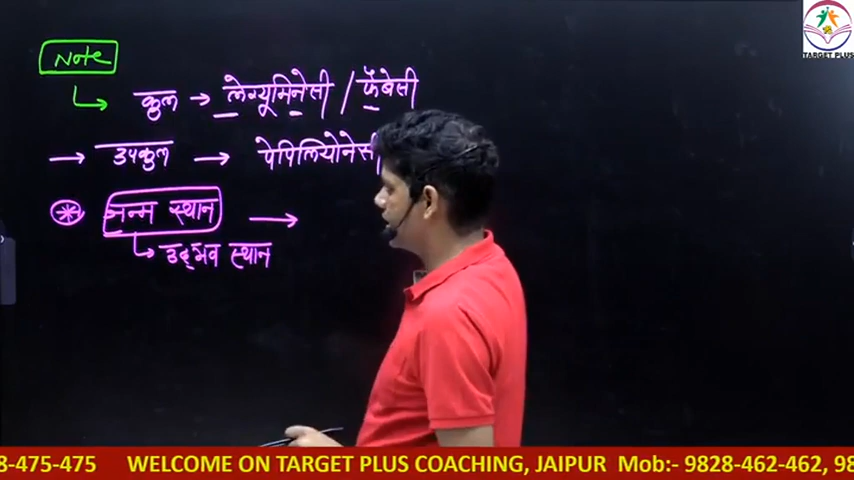 TARGET PLUS
Note
कुल → लेग्यूमिनेसी / फेबेसी
→ उपकुल → पेपिलियोनेसी
जन्म स्थान →
उद्भव स्थान
8-475-475 WELCOME ON TARGET PLUS COACHING, JAIPUR Mob:- 9828-462-462, 98